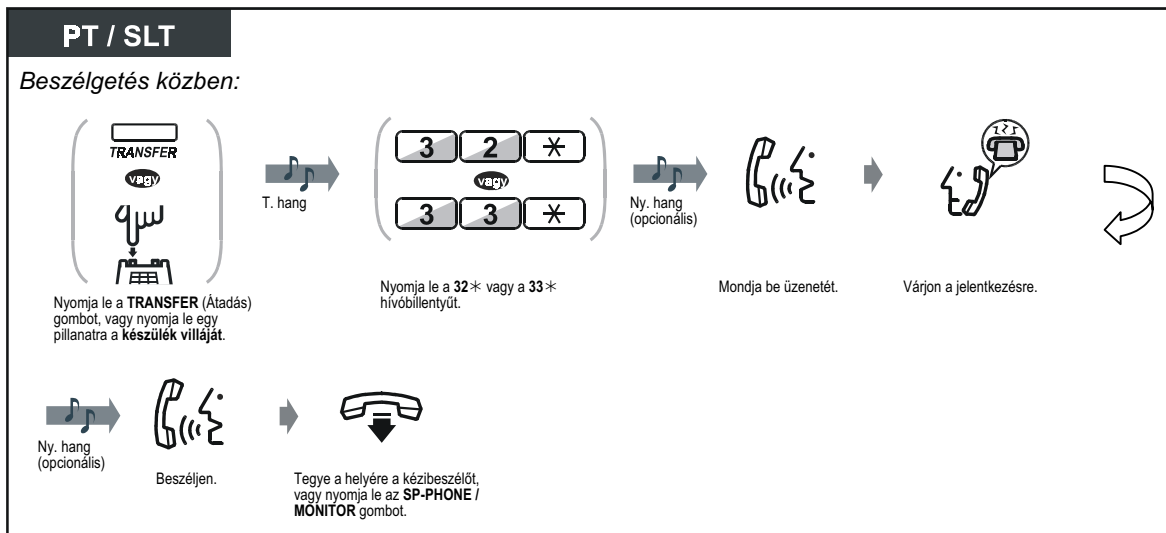 PT / SLT
Beszélgetés közben:
TRANSFER
vagy
T. hang
3 2 ✳
vagy
3 3 ✳
Ny. hang
(opcionális)
Nyomja le a TRANSFER (Átadás)
gombot, vagy nyomja le egy
pillanatra a készülék villáját.
Nyomja le a 32✳ vagy a 33✳
hívóbillentyűt.
Mondja be üzenetét.
Várjon a jelentkezésre.
Ny. hang
(opcionális)
Beszéljen.
Tegye a helyére a kézibeszélőt,
vagy nyomja le az SP-PHONE /
MONITOR gombot.